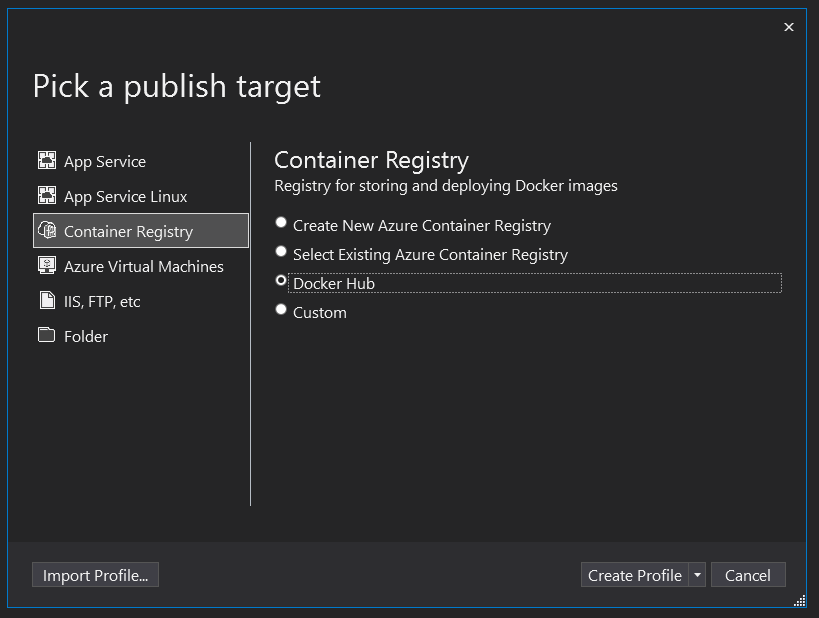 Pick a publish target
App Service
App Service Linux
Container Registry
Azure Virtual Machines
IIS, FTP, etc
Folder
Container Registry
Registry for storing and deploying Docker images
Create New Azure Container Registry
Select Existing Azure Container Registry
Docker Hub
Custom
Import Profile...
Create Profile
Cancel